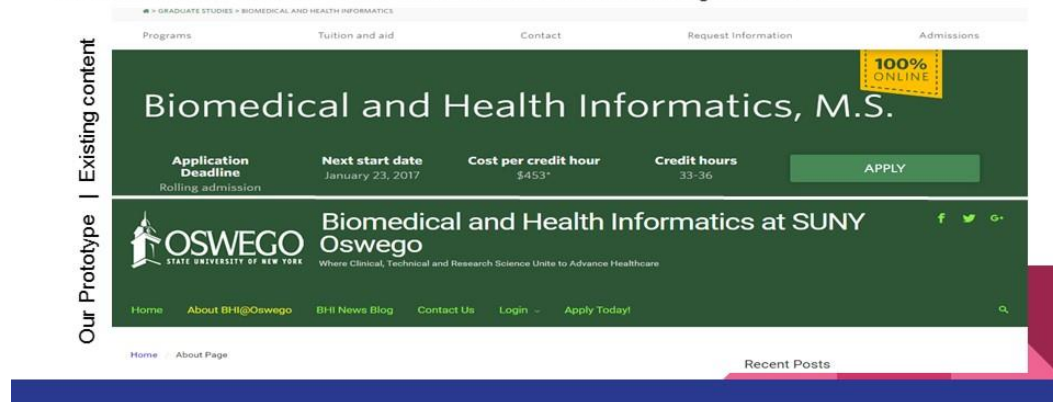 > GRADUATE STUDIES > BIOMEDICAL AND HEALTH INFORMATICS
Programs Tuition and aid Contact Request Information Admissions
100%
ONLINE
Biomedical and Health Informatics, M.S.
Application Deadline
Rolling admission
Next start date
January 23, 2017
Cost per credit hour
$453*
Credit hours
33-36
APPLY
Our Prototype | Existing content
OSWEGO
STATE UNIVERSITY OF NEW YORK
Biomedical and Health Informatics at SUNY
Oswego
Where Clinical, Technical and Research Science Unite to Advance Healthcare
f G+
Home About BHI@Oswego BHI News Blog Contact Us Login Apply Today!
Home / About Page
Recent Posts